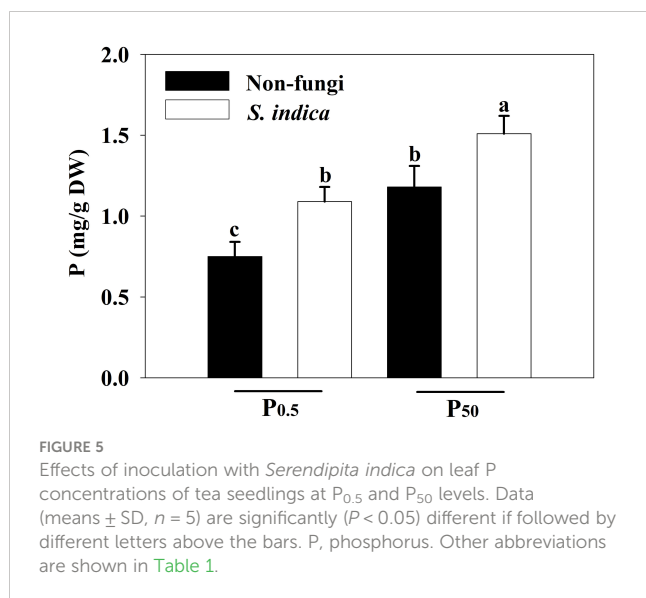 2.0
Non-fungi
S. indica
a
1.5
b
b
P (mg/g DW)
1.0
c
0.5
0.0
P0.5
P50
FIGURE 5
Effects of inoculation with Serendipita indica on leaf P
concentrations of tea seedlings at P0.5 and P50 levels. Data
(means ± SD, n = 5) are significantly (P < 0.05) different if followed by
different letters above the bars. P, phosphorus. Other abbreviations
are shown in Table 1.